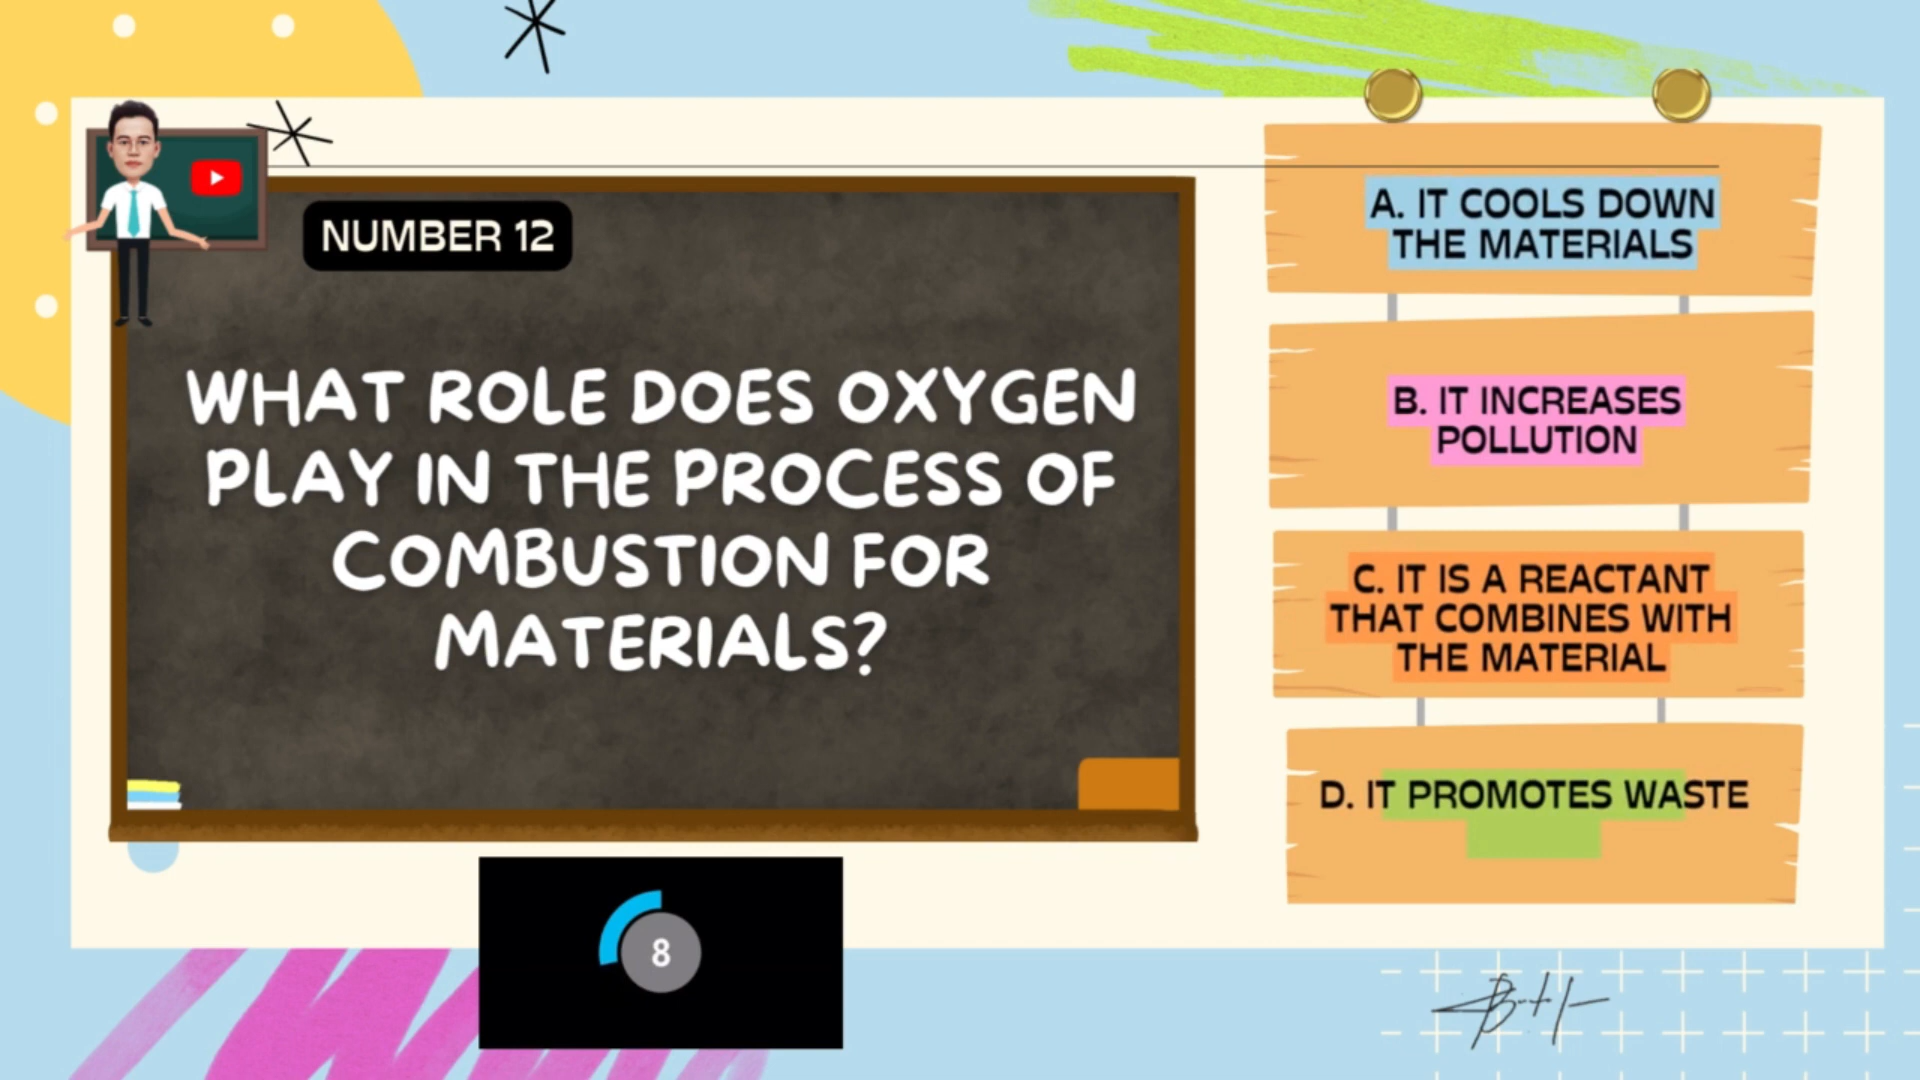 NUMBER 12
WHAT ROLE DOES OXYGEN
PLAY IN THE PROCESS OF
COMBUSTION FOR
MATERIALS?
A. IT COOLS DOWN
THE MATERIALS
B. IT INCREASES
POLLUTION
C. IT IS A REACTANT
THAT COMBINES WITH
THE MATERIAL
D. IT PROMOTES WASTE
8